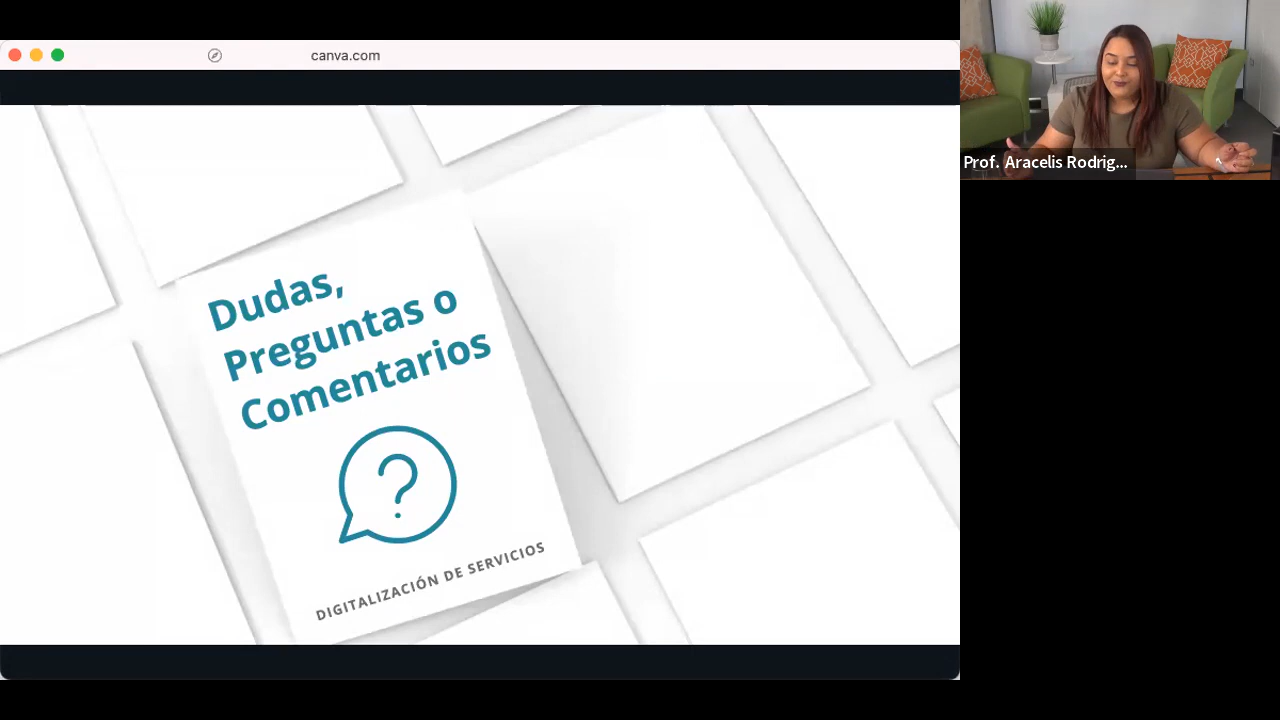 canva.com
Dudas,
Preguntas o
Comentarios
?
DIGITALIZACIÓN DE SERVICIOS
Prof. Aracelis Rodrig...